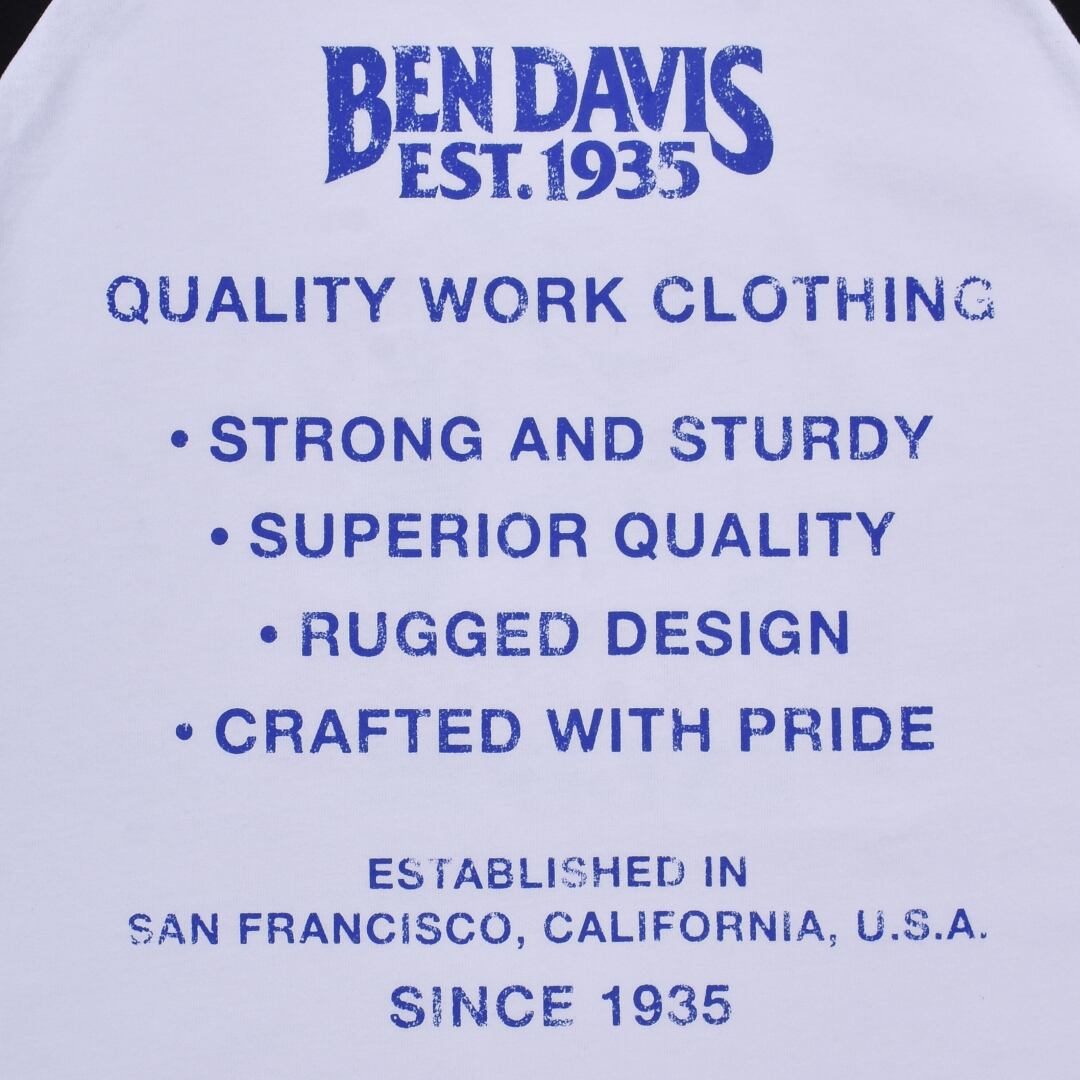 BEN DAVIS
EST. 1935
QUALITY WORK CLOTHING
• STRONG AND STURDY
• SUPERIOR QUALITY
• RUGGED DESIGN
• CRAFTED WITH PRIDE
ESTABLISHED IN
SAN FRANCISCO, CALIFORNIA, U.S.A.
SINCE 1935